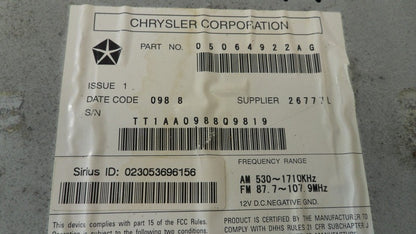 CHRYSLER CORPORATION
PART NO. 05064922AG
ISSUE 1
DATE CODE 098 8 SUPPLIER 26777L
S/N
TT1AA0988Q9819
Sirius ID: 023053696156
FREQUENCY RANGE
AM 530~1710KHz
FM 87.7~107.9MHz
12V D.C. NEGATIVE GND.
This device complies with part 15 of the FCC Rules.
PRODUCT IS CERTIFIED BY THE MANUFACTURER TO
COMPLY WITH DHHS RULES 21 CFR SUBCHAPTER J